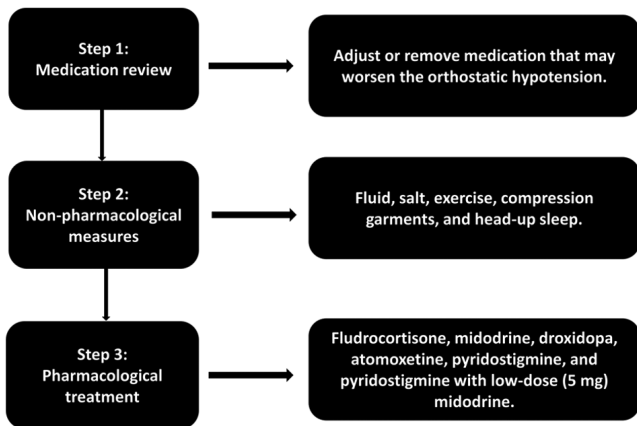 Step 1:
Medication review
Adjust or remove medication that may
worsen the orthostatic hypotension.
Step 2:
Non-pharmacological
measures
Fluid, salt, exercise, compression
garments, and head-up sleep.
Step 3:
Pharmacological
treatment
Fludrocortisone, midodrine, droxidopa,
atomoxetine, pyridostigmine, and
pyridostigmine with low-dose (5 mg)
midodrine.